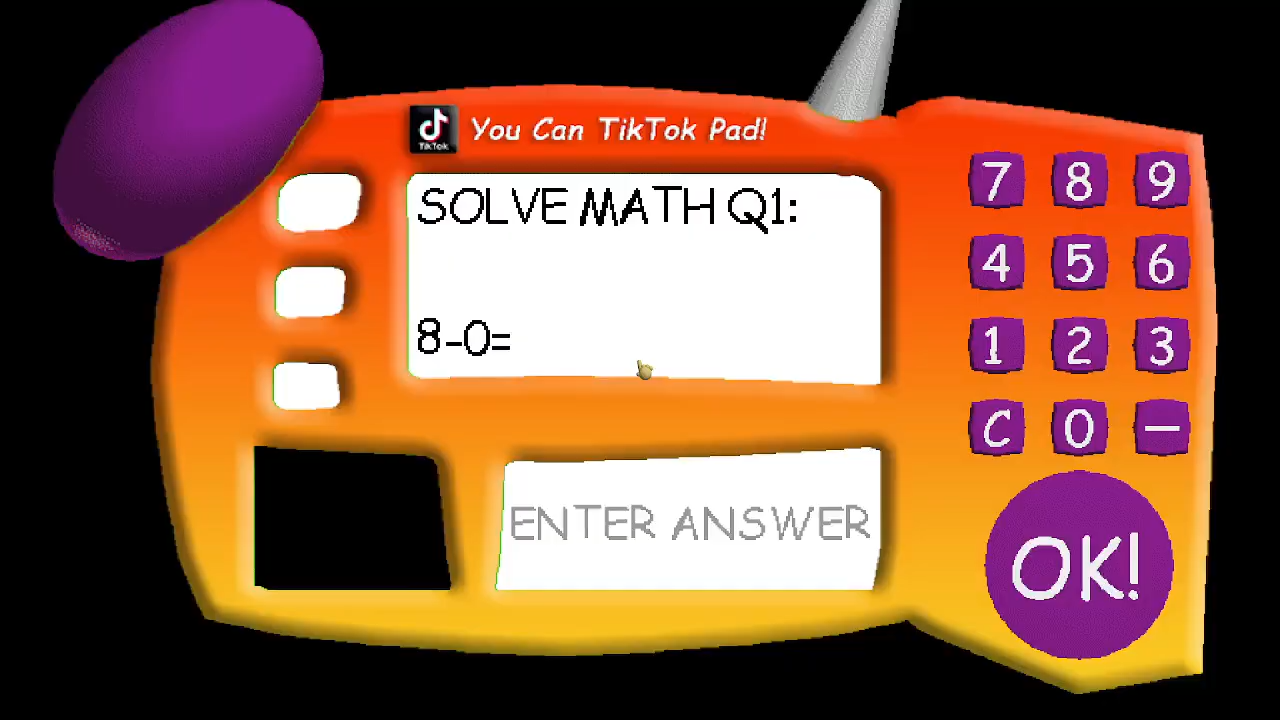 TikTok
You Can TikTok Pad!
SOLVE MATH Q1:
8-0=
ENTER ANSWER
7 8 9
4 5 6
1 2 3
C 0 —
OK!